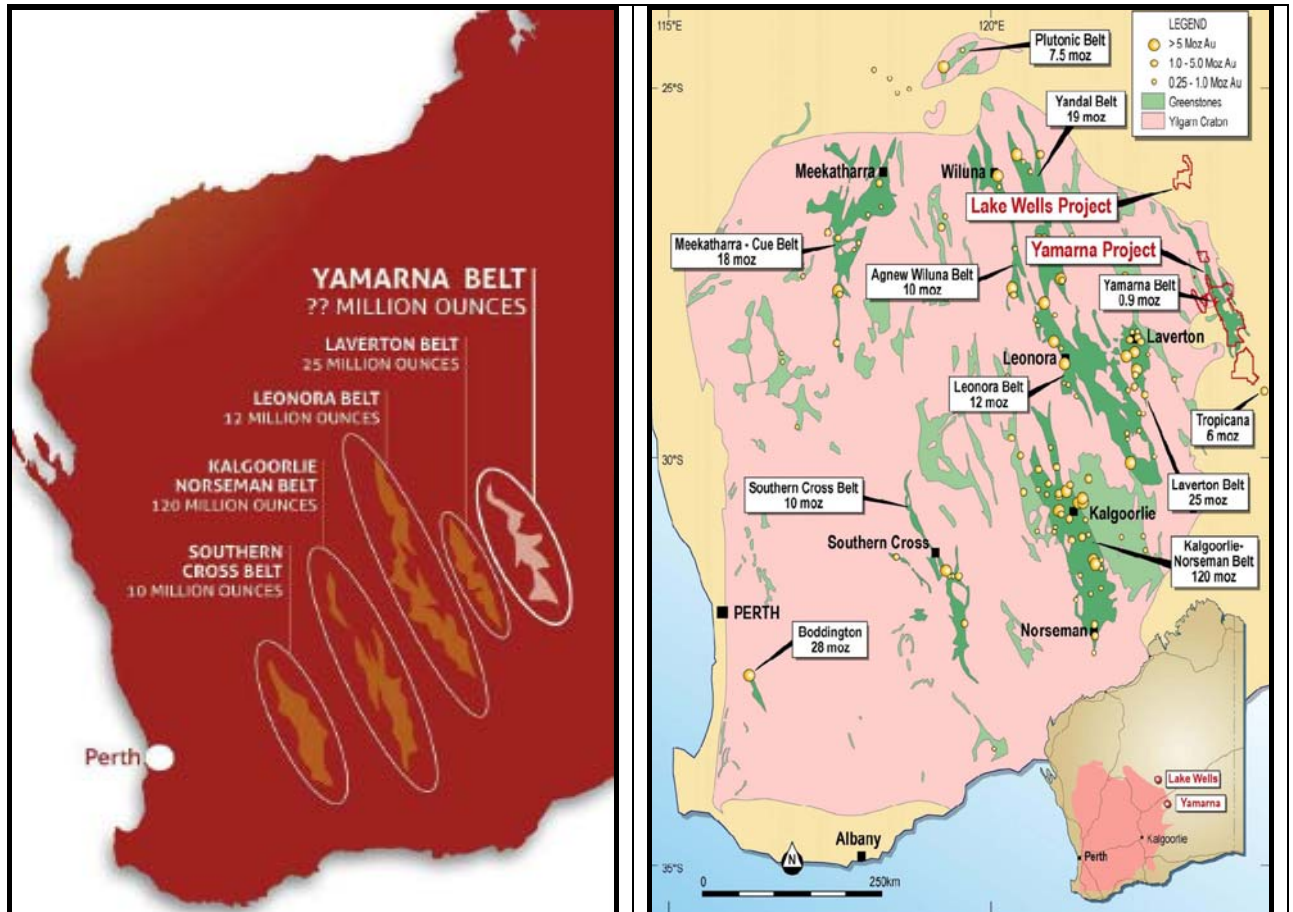 YAMARNA BELT
?? MILLION OUNCES
LAVERTON BELT
25 MILLION OUNCES
LEONORA BELT
12 MILLION OUNCES
KALGOORLIE
NORSEMAN BELT
120 MILLION OUNCES
SOUTHERN
CROSS BELT
10 MILLION OUNCES
Perth
115°E
120°E
LEGEND
> 5 Moz Au
1.0 - 5.0 Moz Au
0.25 - 1.0 Moz Au
Greenstones
Yilgarn Craton
Plutonic Belt
7.5 moz
25°S
Yandal Belt
19 moz
Meekatharra
Wiluna
Lake Wells Project
Meekatharra - Cue Belt
18 moz
Yamarna Project
Agnew Wiluna Belt
10 moz
Yamarna Belt
0.9 moz
Laverton
Leonora
Leonora Belt
12 moz
Tropicana
6 moz
30°S
Laverton Belt
25 moz
Southern Cross Belt
10 moz
Kalgoorlie
Southern Cross
Kalgoorlie-
Norseman Belt
120 moz
PERTH
Norseman
Boddington
28 moz
Lake Wells
Yamarna
Kalgoorlie
Perth
Albany
N
35°S
0
250km